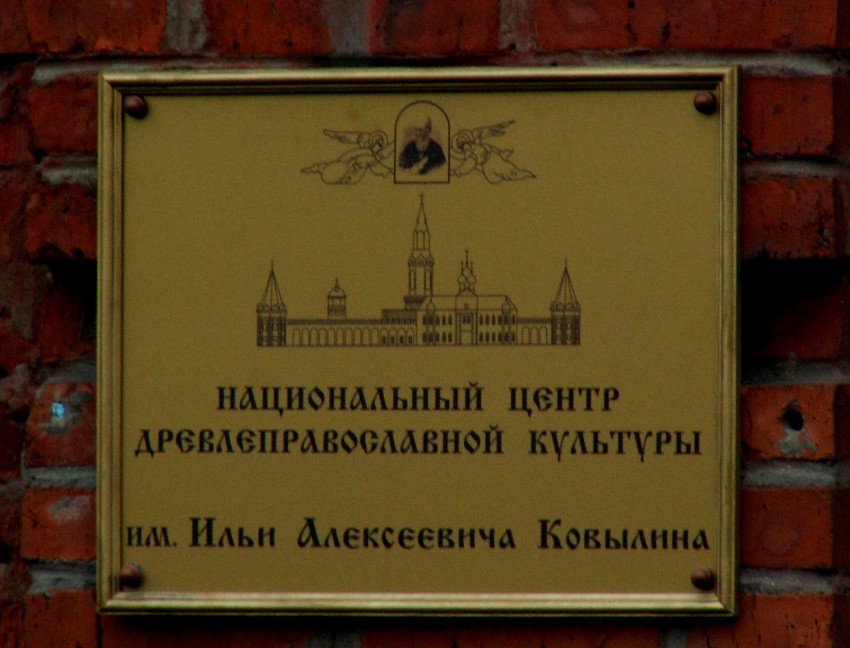 НАЦИОНАЛЬНЫЙ ЦЕНТР
ДРЕВЛЕПРАВОСЛАВНОЙ КУЛЬТУРЫ
им. Ильи Алексеевича Ковылина